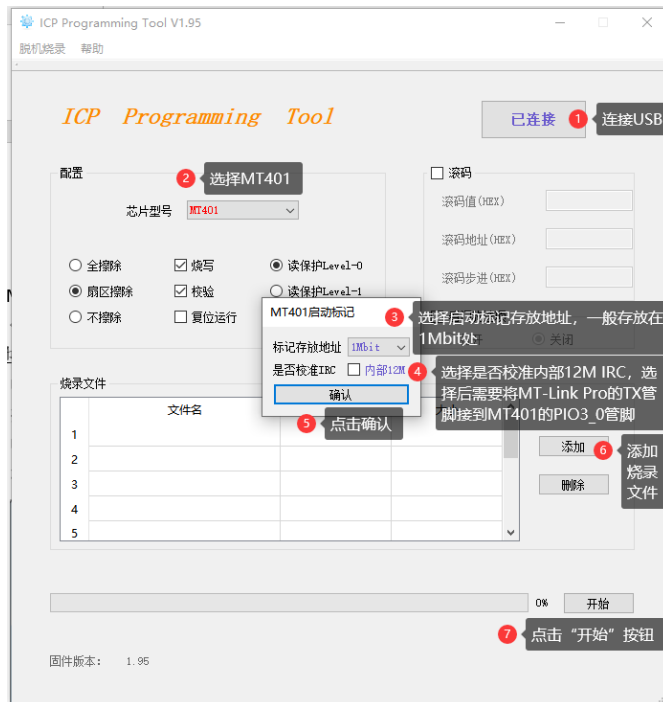 ICP Programming Tool V1.95
脱机烧录 帮助
ICP Programming Tool
已连接
1 连接USB
配置
2 选择MT401
芯片型号 MT401
全擦除 烧写 读保护Level-0
扇区擦除 校验 读保护Level-1
不擦除 复位运行
滚码
滚码值(HEX)
滚码地址(HEX)
滚码步进(HEX)
关闭
MT401启动标记
3 选择启动标记存放地址，一般存放在
1Mbit处
标记存放地址 1Mbit
是否校准IRC 内部12M
4 选择是否校准内部12M IRC，选
择后需要将MT-Link Pro的TX管
脚接到MT401的PIO3_0管脚
确认
5 点击确认
烧录文件
文件名
1
2
3
4
5
添加
6 添加
烧录
文件
删除
0% 开始
7 点击“开始”按钮
固件版本： 1.95